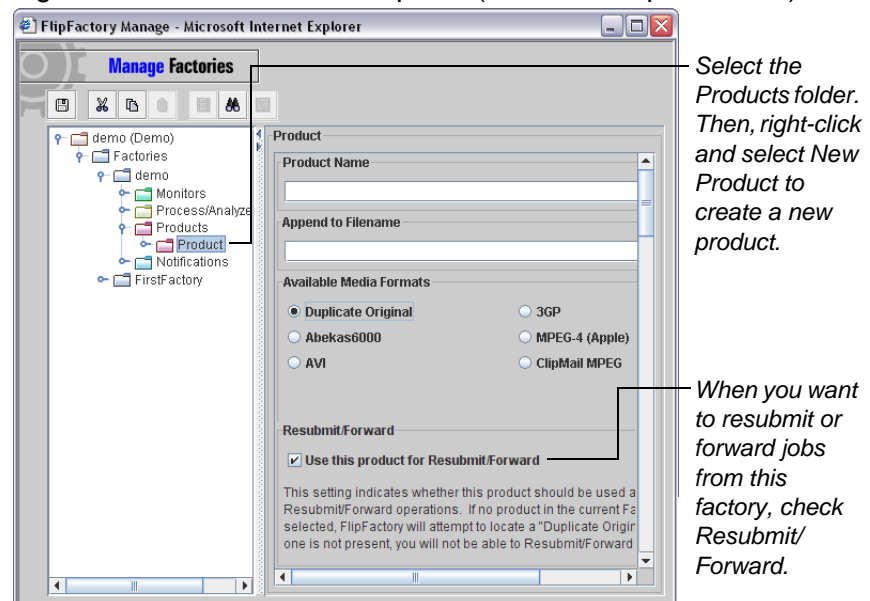 FlipFactory Manage - Microsoft Internet Explorer
Manage Factories
demo (Demo)
Factories
demo
Monitors
Process/Analyze
Products
Product
Notifications
FirstFactory
Product
Product Name
Append to Filename
Available Media Formats
Duplicate Original
3GP
Abekas6000
MPEG-4 (Apple)
AVI
ClipMail MPEG
Resubmit/Forward
Use this product for Resubmit/Forward
This setting indicates whether this product should be used a
Resubmit/Forward operations. If no product in the current Fa
selected, FlipFactory will attempt to locate a "Duplicate Origin
one is not present, you will not be able to Resubmit/Forward
Select the
Products folder.
Then, right-click
and select New
Product to
create a new
product.
When you want
to resubmit or
forward jobs
from this
factory, check
Resubmit/
Forward.